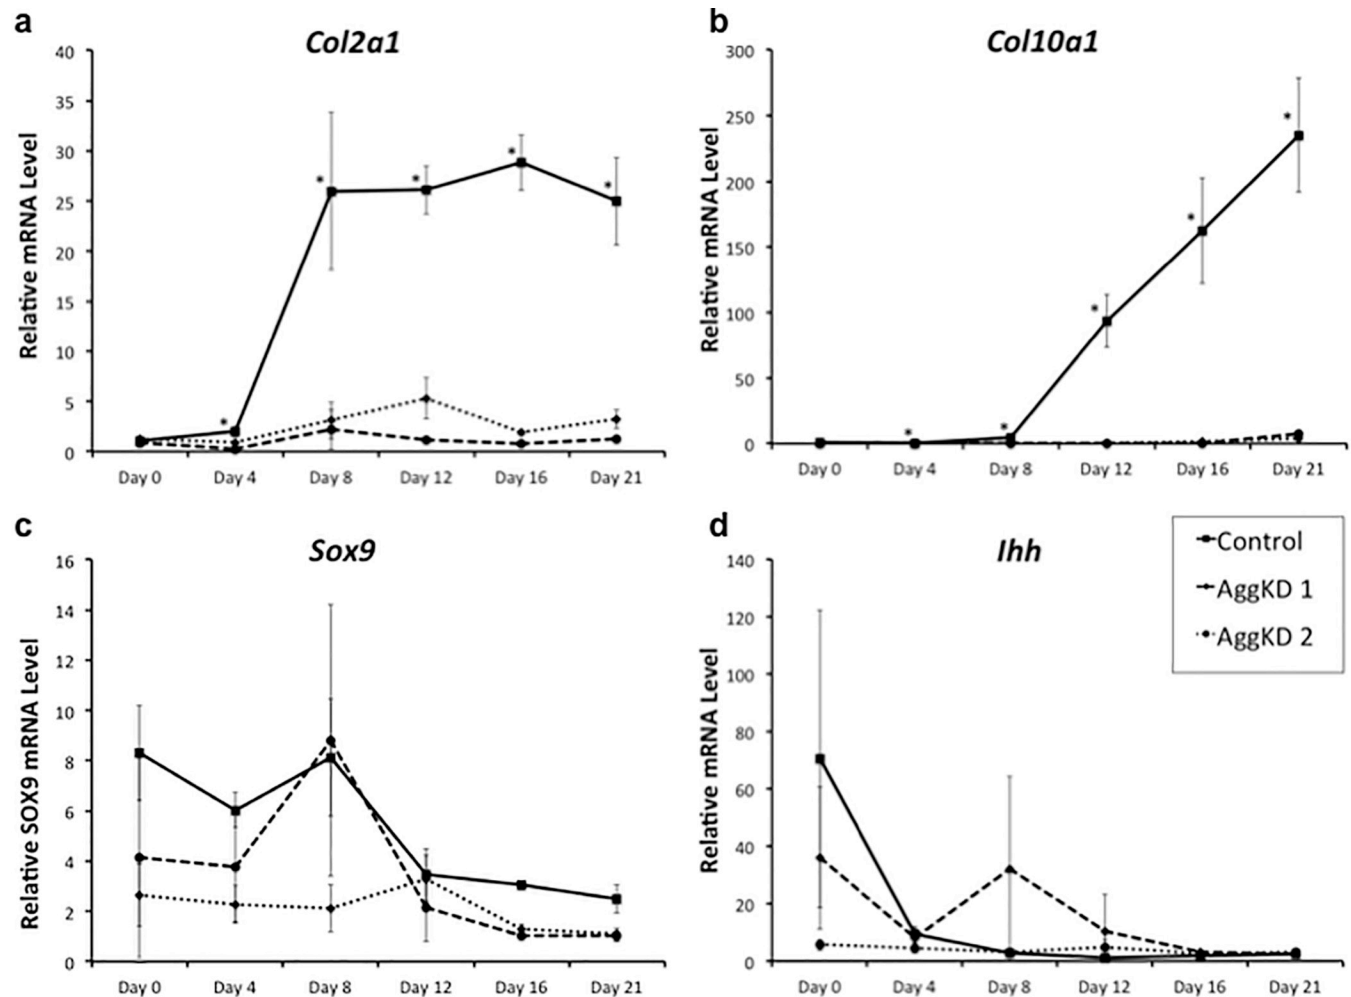 a
Col2a1
Relative mRNA Level
40
35
30
25
20
15
10
5
0
*
*
*
*
*
Day 0 Day 4 Day 8 Day 12 Day 16 Day 21
b
Col10a1
Relative mRNA Level
300
250
200
150
100
50
0
*
*
*
*
*
Day 0 Day 4 Day 8 Day 12 Day 16 Day 21
c
Sox9
Relative SOX9 mRNA Level
16
14
12
10
8
6
4
2
0
Day 0 Day 4 Day 8 Day 12 Day 16 Day 21
d
Ihh
Relative mRNA Level
140
120
100
80
60
40
20
0
Day 0 Day 4 Day 8 Day 12 Day 16 Day 21
Control
AggKD 1
AggKD 2